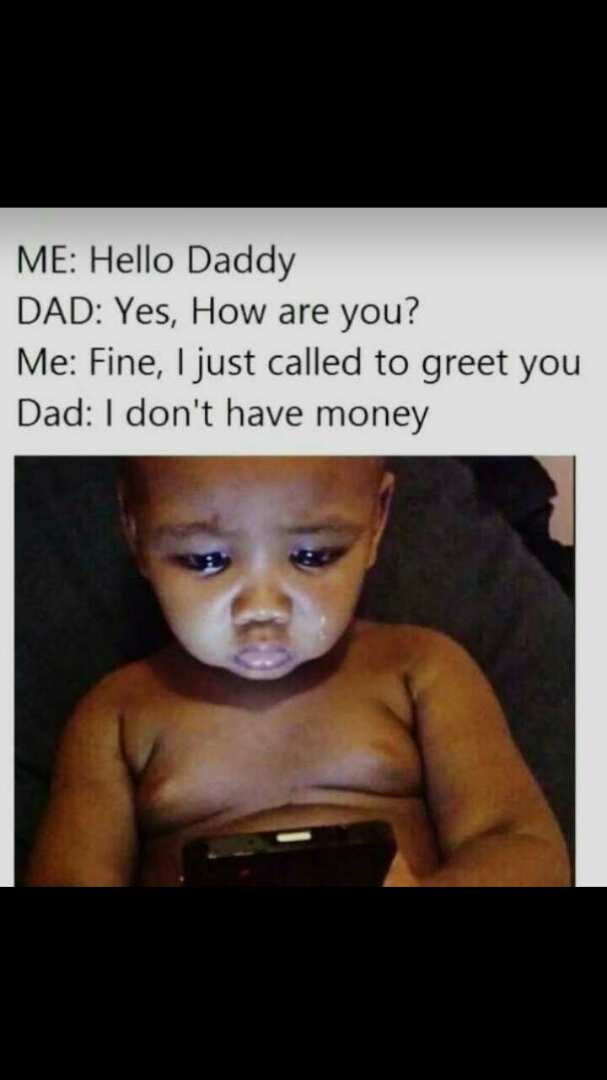 ME: Hello Daddy
DAD: Yes, How are you?
Me: Fine, I just called to greet you
Dad: I don't have money